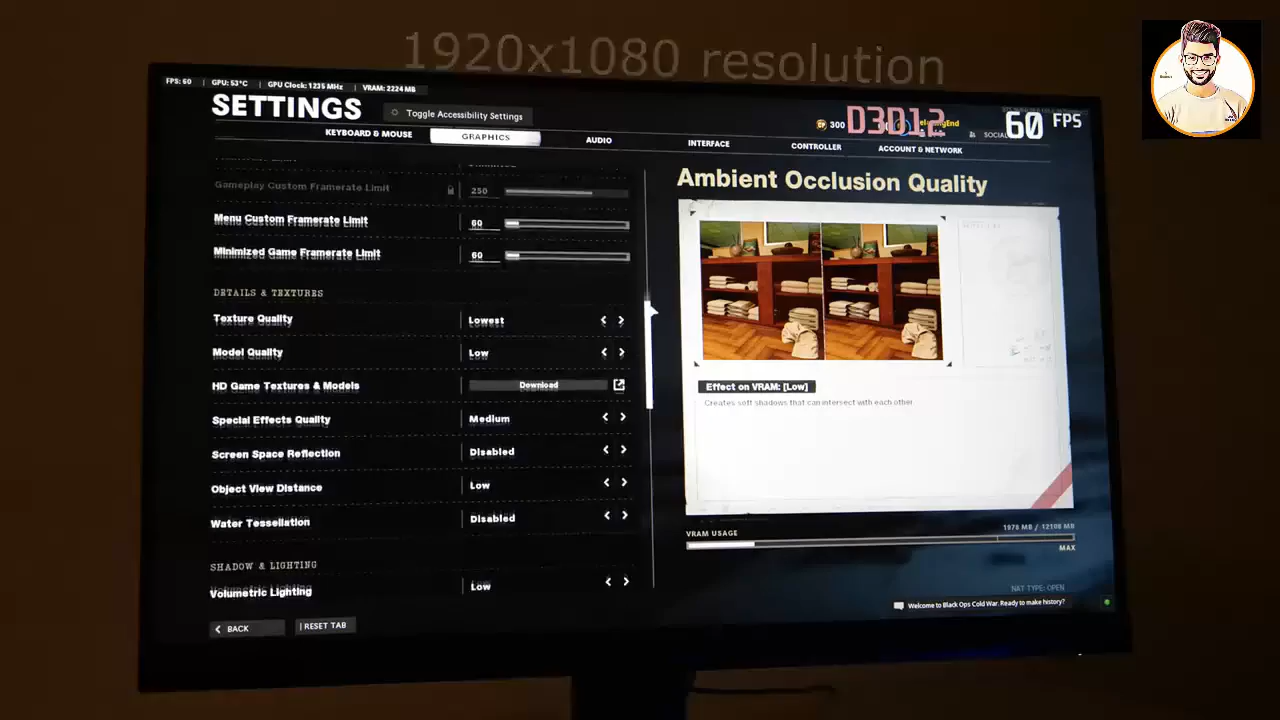 1920x1080 resolution
FPS: 60 | GPU: 53°C | GPU Clock: 1235 MHz | VRAM: 2224 MB
SETTINGS
Toggle Accessibility Settings
300
D3D12
60 FPS
SOCIAL
KEYBOARD & MOUSE
GRAPHICS
AUDIO
INTERFACE
CONTROLLER
ACCOUNT & NETWORK
Gameplay Custom Framerate Limit 250
Menu Custom Framerate Limit 60
Minimized Game Framerate Limit 60
DETAILS & TEXTURES
Texture Quality Lowest
Model Quality Low
HD Game Textures & Models Download
Special Effects Quality Medium
Screen Space Reflection Disabled
Object View Distance Low
Water Tessellation Disabled
SHADOW & LIGHTING
Volumetric Lighting Low
BACK
RESET TAB
Ambient Occlusion Quality
Effect on VRAM: [Low]
Creates soft shadows that can intersect with each other.
VRAM USAGE
1978 MB / 12108 MB
MAX
NAT TYPE: OPEN
Welcome to Black Ops Cold War. Ready to make history?